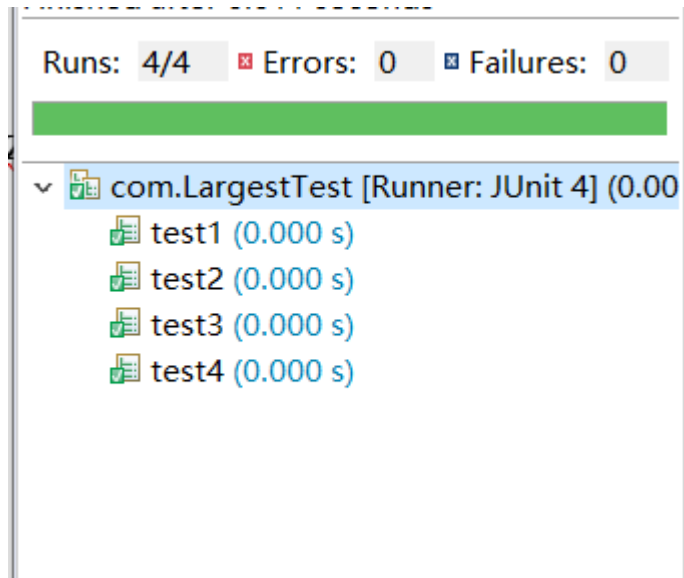 Runs: 4/4 Errors: 0 Failures: 0
com.LargestTest [Runner: JUnit 4] (0.00
test1 (0.000 s)
test2 (0.000 s)
test3 (0.000 s)
test4 (0.000 s)